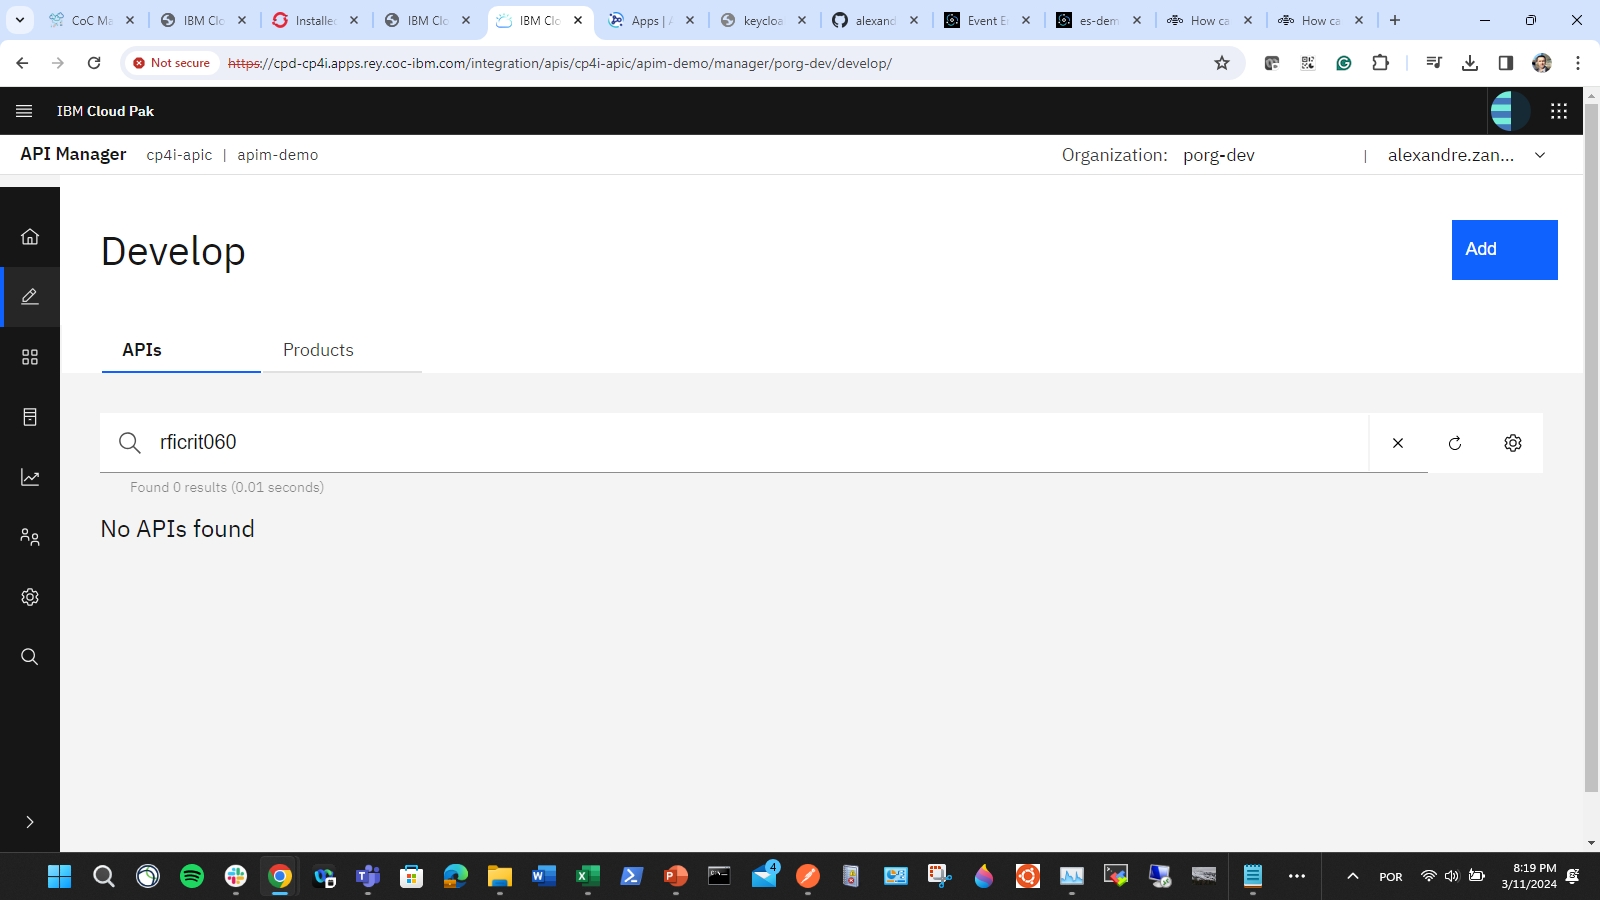 CoC Ma
IBM Clo
Installec
IBM Clo
IBM Clo
Apps | A
keycloa
alexand
Event E
es-dem
How ca
How ca
Not secure
https://cpd-cp4i.apps.rey.coc-ibm.com/integration/apis/cp4i-apic/apim-demo/manager/porg-dev/develop/
IBM Cloud Pak
API Manager cp4i-apic | apim-demo
Organization: porg-dev | alexandre.zan...
Develop
Add
APIs
Products
rficrit060
Found 0 results (0.01 seconds)
No APIs found
4
POR
8:19 PM
3/11/2024